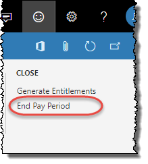 ?
CLOSE
Generate Entitlements
End Pay Period